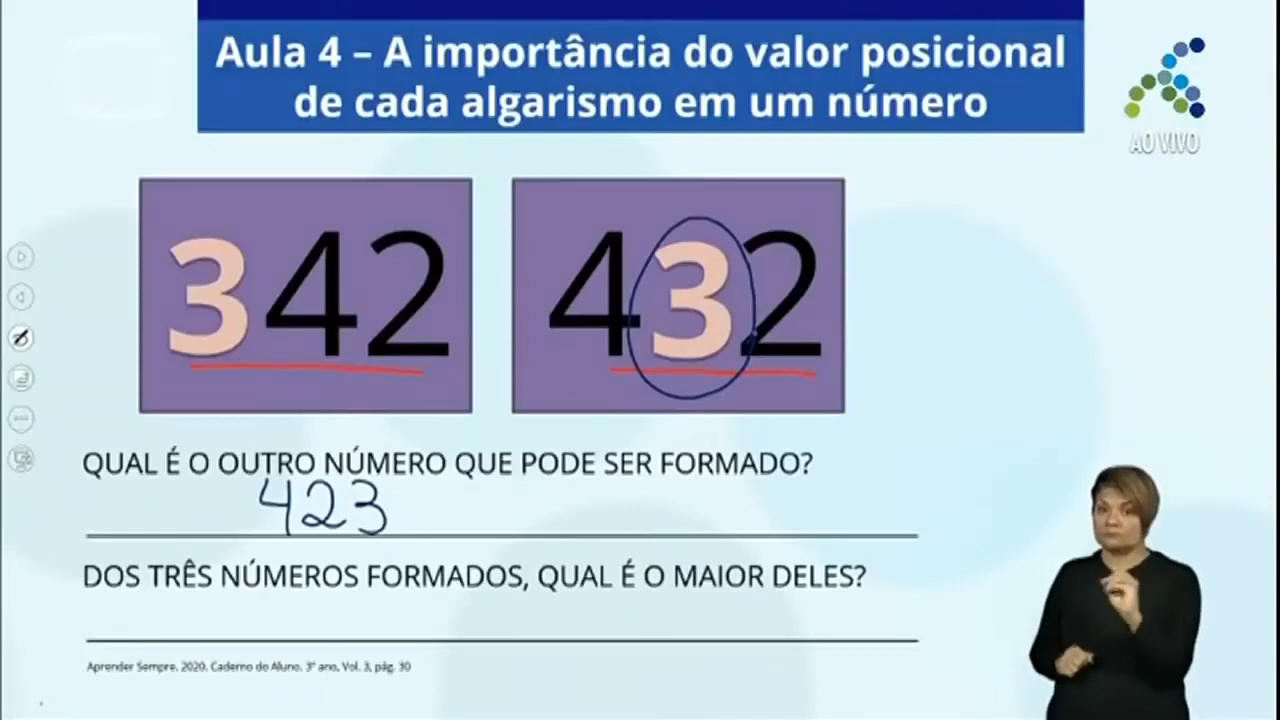 Aula 4 – A importância do valor posicional
de cada algarismo em um número
AO VIVO
342
432
QUAL É O OUTRO NÚMERO QUE PODE SER FORMADO?
423
DOS TRÊS NÚMEROS FORMADOS, QUAL É O MAIOR DELES?
Aprender Sempre. 2020. Caderno do Aluno. 3º ano, Vol. 3, pág. 30